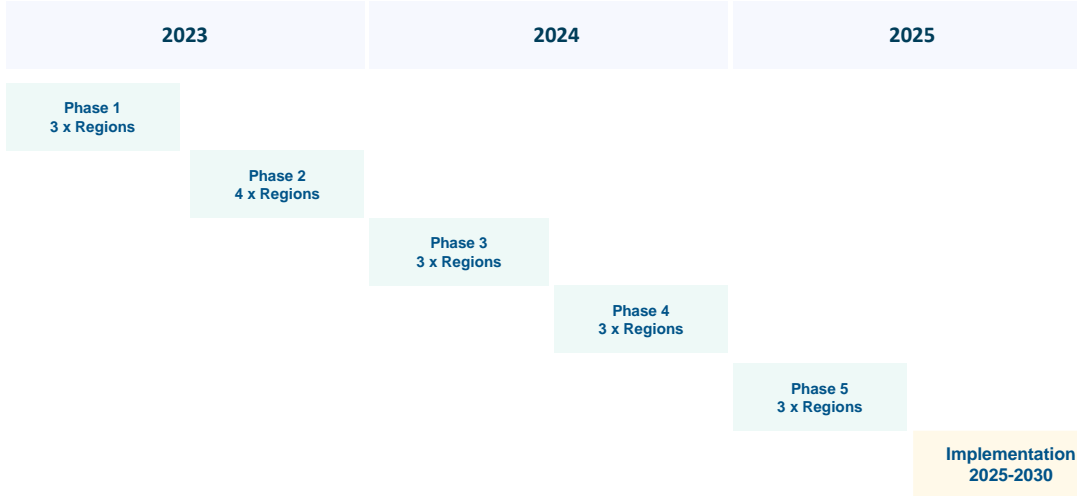 2023
2024
2025
Phase 1
3 x Regions
Phase 2
4 x Regions
Phase 3
3 x Regions
Phase 4
3 x Regions
Phase 5
3 x Regions
Implementation
2025-2030